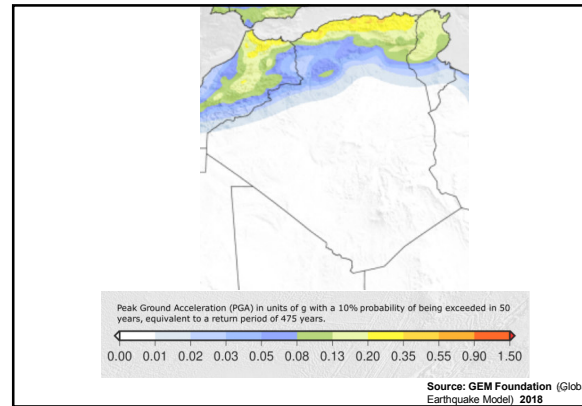 Peak Ground Acceleration (PGA) in units of g with a 10% probability of being exceeded in 50
years, equivalent to a return period of 475 years.
0.00 0.01 0.02 0.03 0.05 0.08 0.13 0.20 0.35 0.55 0.90 1.50
Source: GEM Foundation (Glob
Earthquake Model) 2018